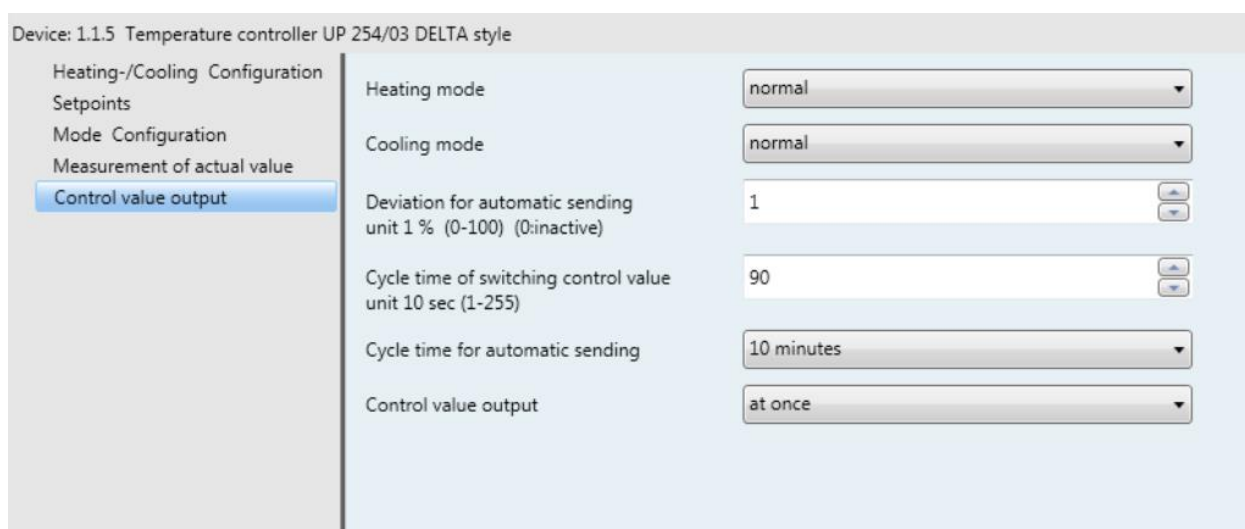 Device: 1.1.5  Temperature controller UP 254/03 DELTA style
Heating-/Cooling  Configuration
Setpoints
Mode  Configuration
Measurement of actual value
Control value output
Heating mode
normal
Cooling mode
normal
Deviation for automatic sending
unit 1 %  (0-100)  (0:inactive)
1
Cycle time of switching control value
unit 10 sec (1-255)
90
Cycle time for automatic sending
10 minutes
Control value output
at once